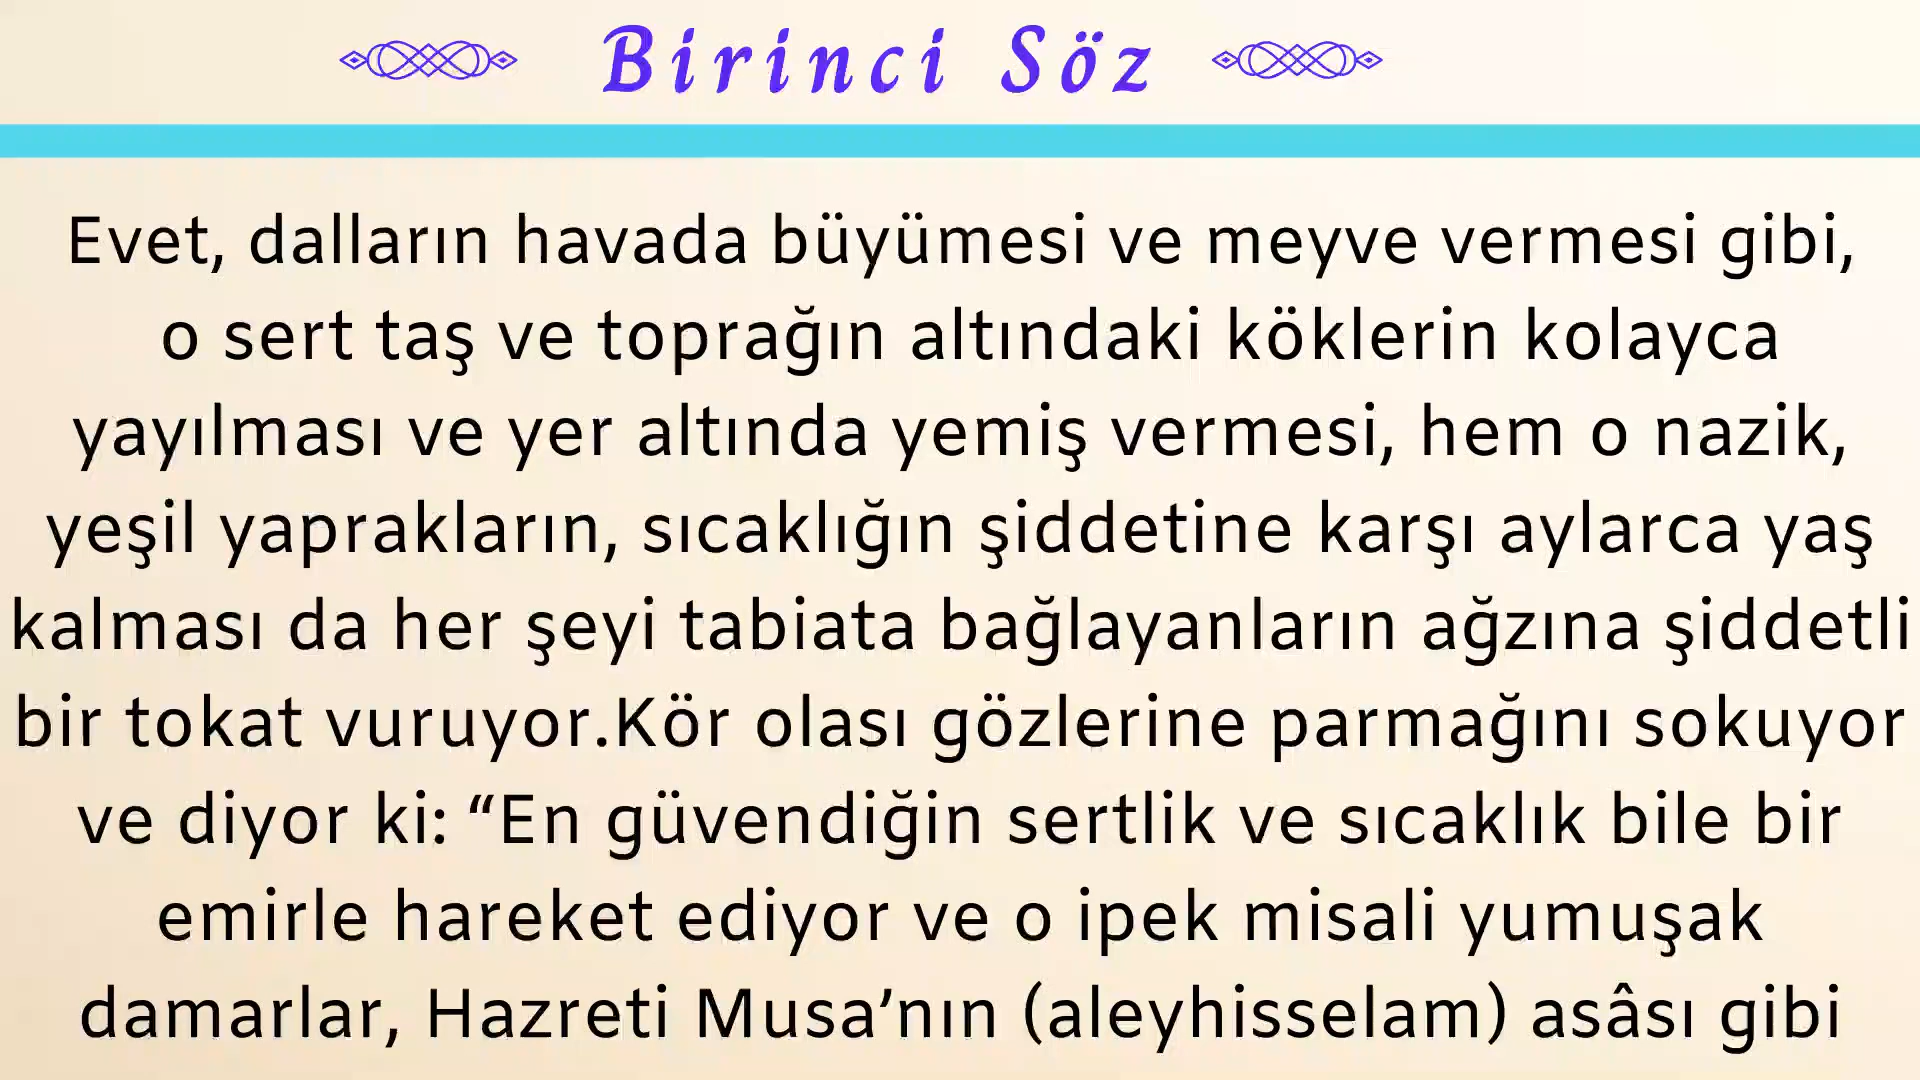 Birinci Söz
Evet, dalların havada büyümesi ve meyve vermesi gibi,
o sert taş ve toprağın altındaki köklerin kolayca
yayılması ve yer altında yemiş vermesi, hem o nazik,
yeşil yaprakların, sıcaklığın şiddetine karşı aylarca yaş
kalması da her şeyi tabiata bağlayanların ağzına şiddetli
bir tokat vuruyor.Kör olası gözlerine parmağını sokuyor
ve diyor ki: “En güvendiğin sertlik ve sıcaklık bile bir
emirle hareket ediyor ve o ipek misali yumuşak
damarlar, Hazreti Musa’nın (aleyhisselam) asâsı gibi